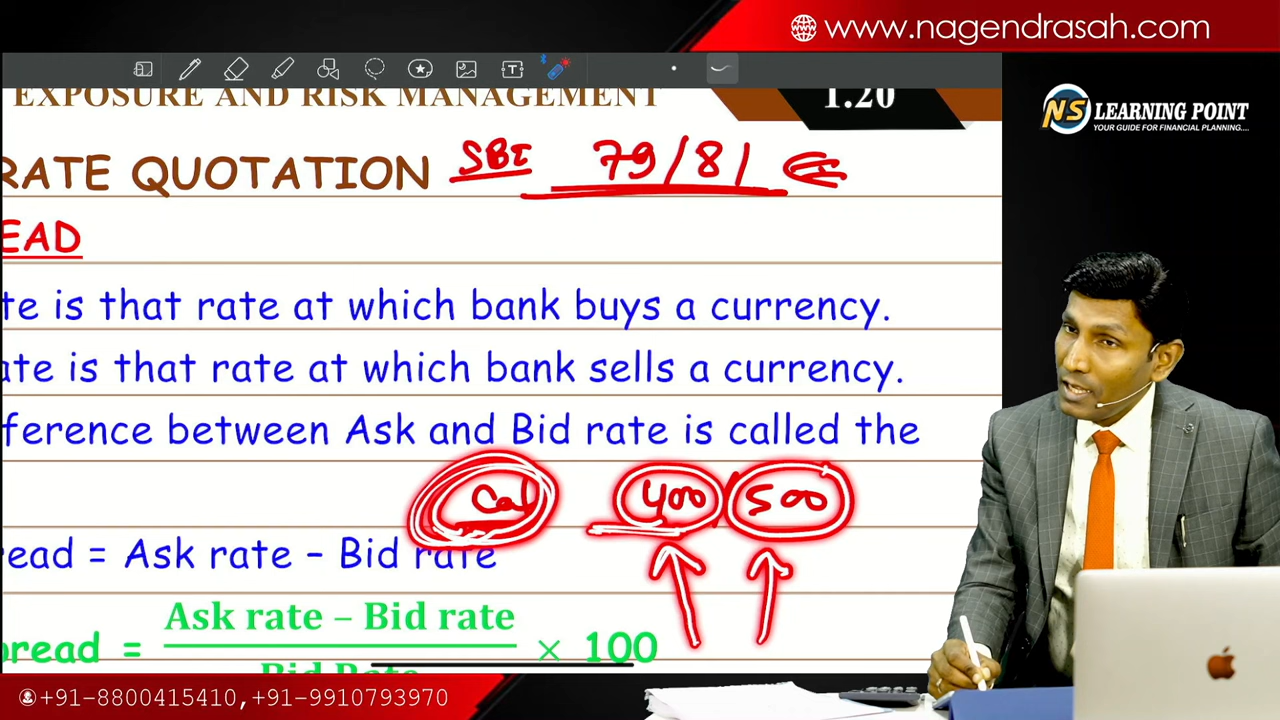 www.nagendrasah.com
EXPOSURE AND RISK MANAGEMENT 1.20
NS LEARNING POINT
YOUR GUIDE FOR FINANCIAL PLANNING....
RATE QUOTATION SBI 79/81
EAD
te is that rate at which bank buys a currency.
ate is that rate at which bank sells a currency.
ference between Ask and Bid rate is called the
Cal 400/500
read = Ask rate – Bid rate
Ask rate – Bid rate
pread = × 100
Bid Rate
+91-8800415410,+91-9910793970